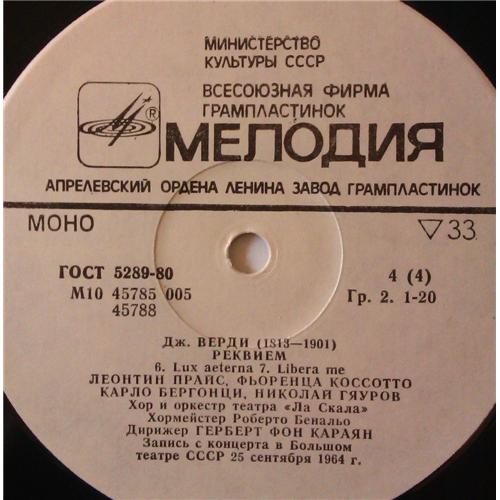 МИНИСТЕРСТВО
КУЛЬТУРЫ СССР
ВСЕСОЮЗНАЯ ФИРМА
ГРАМПЛАСТИНОК
®
МЕЛОДИЯ
АПРЕЛЕВСКИЙ ОРДЕНА ЛЕНИНА ЗАВОД ГРАМПЛАСТИНОК
МОНО ▽ 33
ГОСТ 5289-80 4 (4)
М10 45785 005 Гр. 2. 1-20
45788
Дж. ВЕРДИ (1813—1901)
РЕКВИЕМ
6. Lux aeterna 7. Libera me
ЛЕОНТИН ПРАЙС, ФЬОРЕНЦА КОССОТТО
КАРЛО БЕРГОНЦИ, НИКОЛАЙ ГЯУРОВ
Хор и оркестр театра «Ла Скала»
Хормейстер Роберто Бенальо
Дирижер ГЕРБЕРТ ФОН КАРАЯН
Запись с концерта в Большом
театре СССР 25 сентября 1964 г.